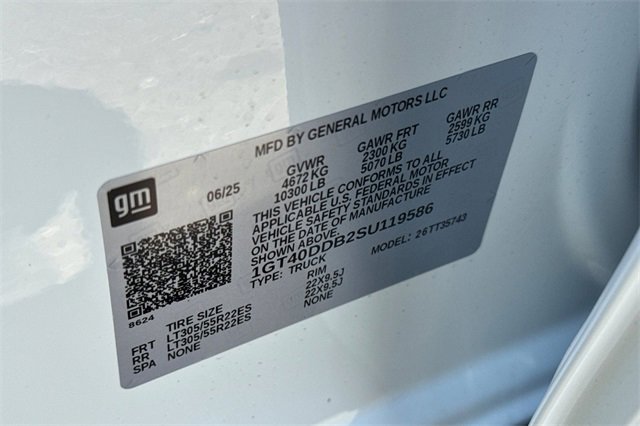 MFD BY GENERAL MOTORS LLC
gm
06/25
GVWR GAWR FRT GAWR RR
4672 KG 2300 KG 2599 KG
10300 LB 5070 LB 5730 LB
THIS VEHICLE CONFORMS TO ALL
APPLICABLE U.S. FEDERAL MOTOR
VEHICLE SAFETY STANDARDS IN EFFECT
ON THE DATE OF MANUFACTURE
SHOWN ABOVE.
1GT40DDB2SU119586
TYPE: TRUCK MODEL: 26TT35743
8624
TIRE SIZE RIM
FRT LT305/55R22ES 22X9.5J
RR LT305/55R22ES 22X9.5J
SPA NONE NONE